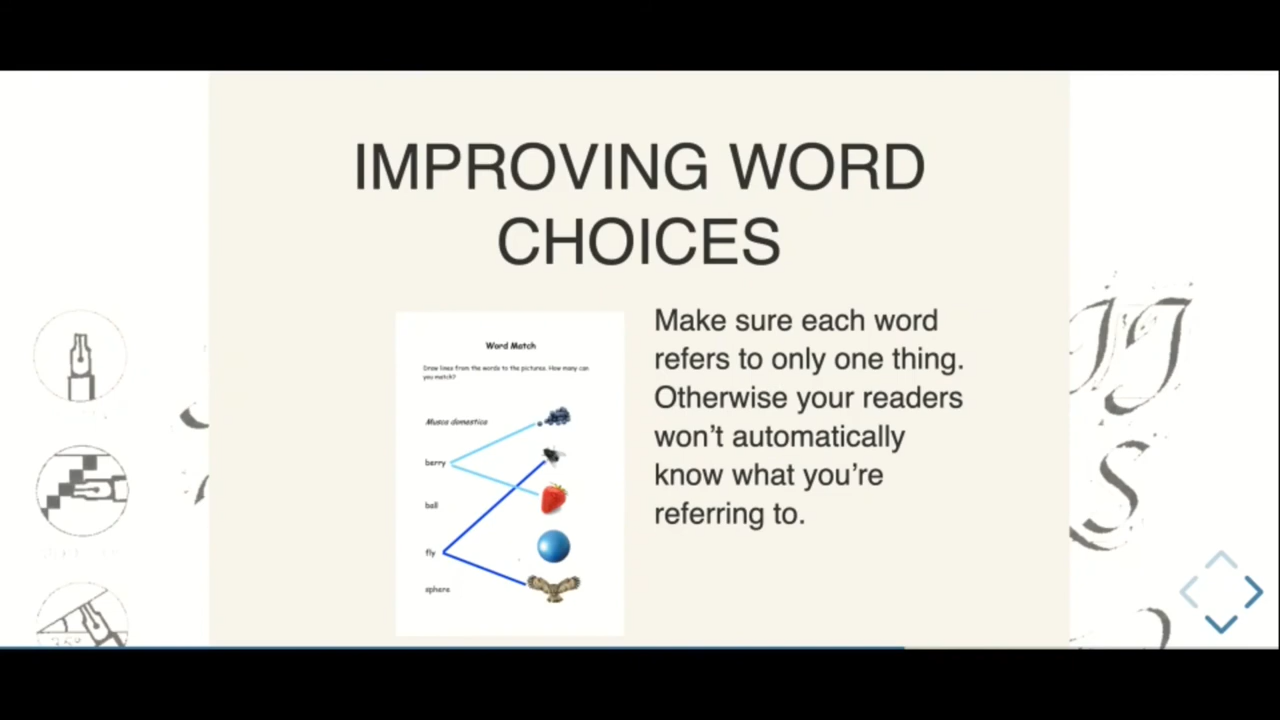 IMPROVING WORD
CHOICES
Word Match
Draw lines from the words to the pictures. How many can
you match?
Musca domestica
berry
ball
fly
sphere
Make sure each word
refers to only one thing.
Otherwise your readers
won't automatically
know what you're
referring to.